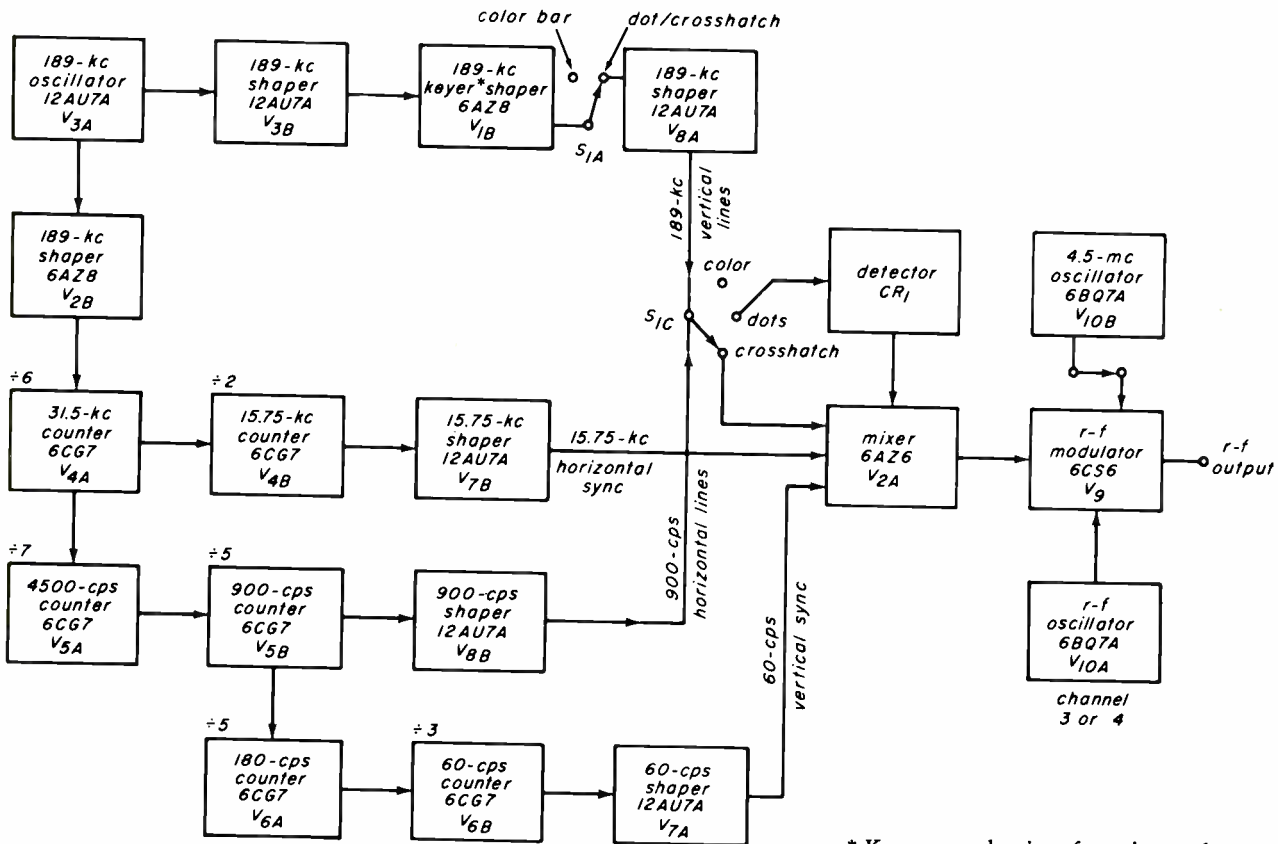 color bar
dot/crosshatch
189-kc
oscillator
12AU7A
V3A
189-kc
shaper
12AU7A
V3B
189-kc
keyer* shaper
6AZ8
V1B
S1A
189-kc
shaper
12AU7A
V8A
189-kc
vertical
lines
189-kc
shaper
6AZ8
V2B
color
S1C
dots
crosshatch
detector
CR1
4.5-mc
oscillator
6BQ7A
V10B
÷6
31.5-kc
counter
6CG7
V4A
÷2
15.75-kc
counter
6CG7
V4B
15.75-kc
shaper
12AU7A
V7B
15.75-kc
horizontal
sync
mixer
6AZ6
V2A
r-f
modulator
6CS6
V9
r-f
output
÷7
4500-cps
counter
6CG7
V5A
÷5
900-cps
counter
6CG7
V5B
900-cps
shaper
12AU7A
V8B
900-cps
horizontal lines
r-f
oscillator
6BQ7A
V10A
channel
3 or 4
÷5
180-cps
counter
6CG7
V6A
÷3
60-cps
counter
6CG7
V6B
60-cps
shaper
12AU7A
V7A
60-cps
vertical sync